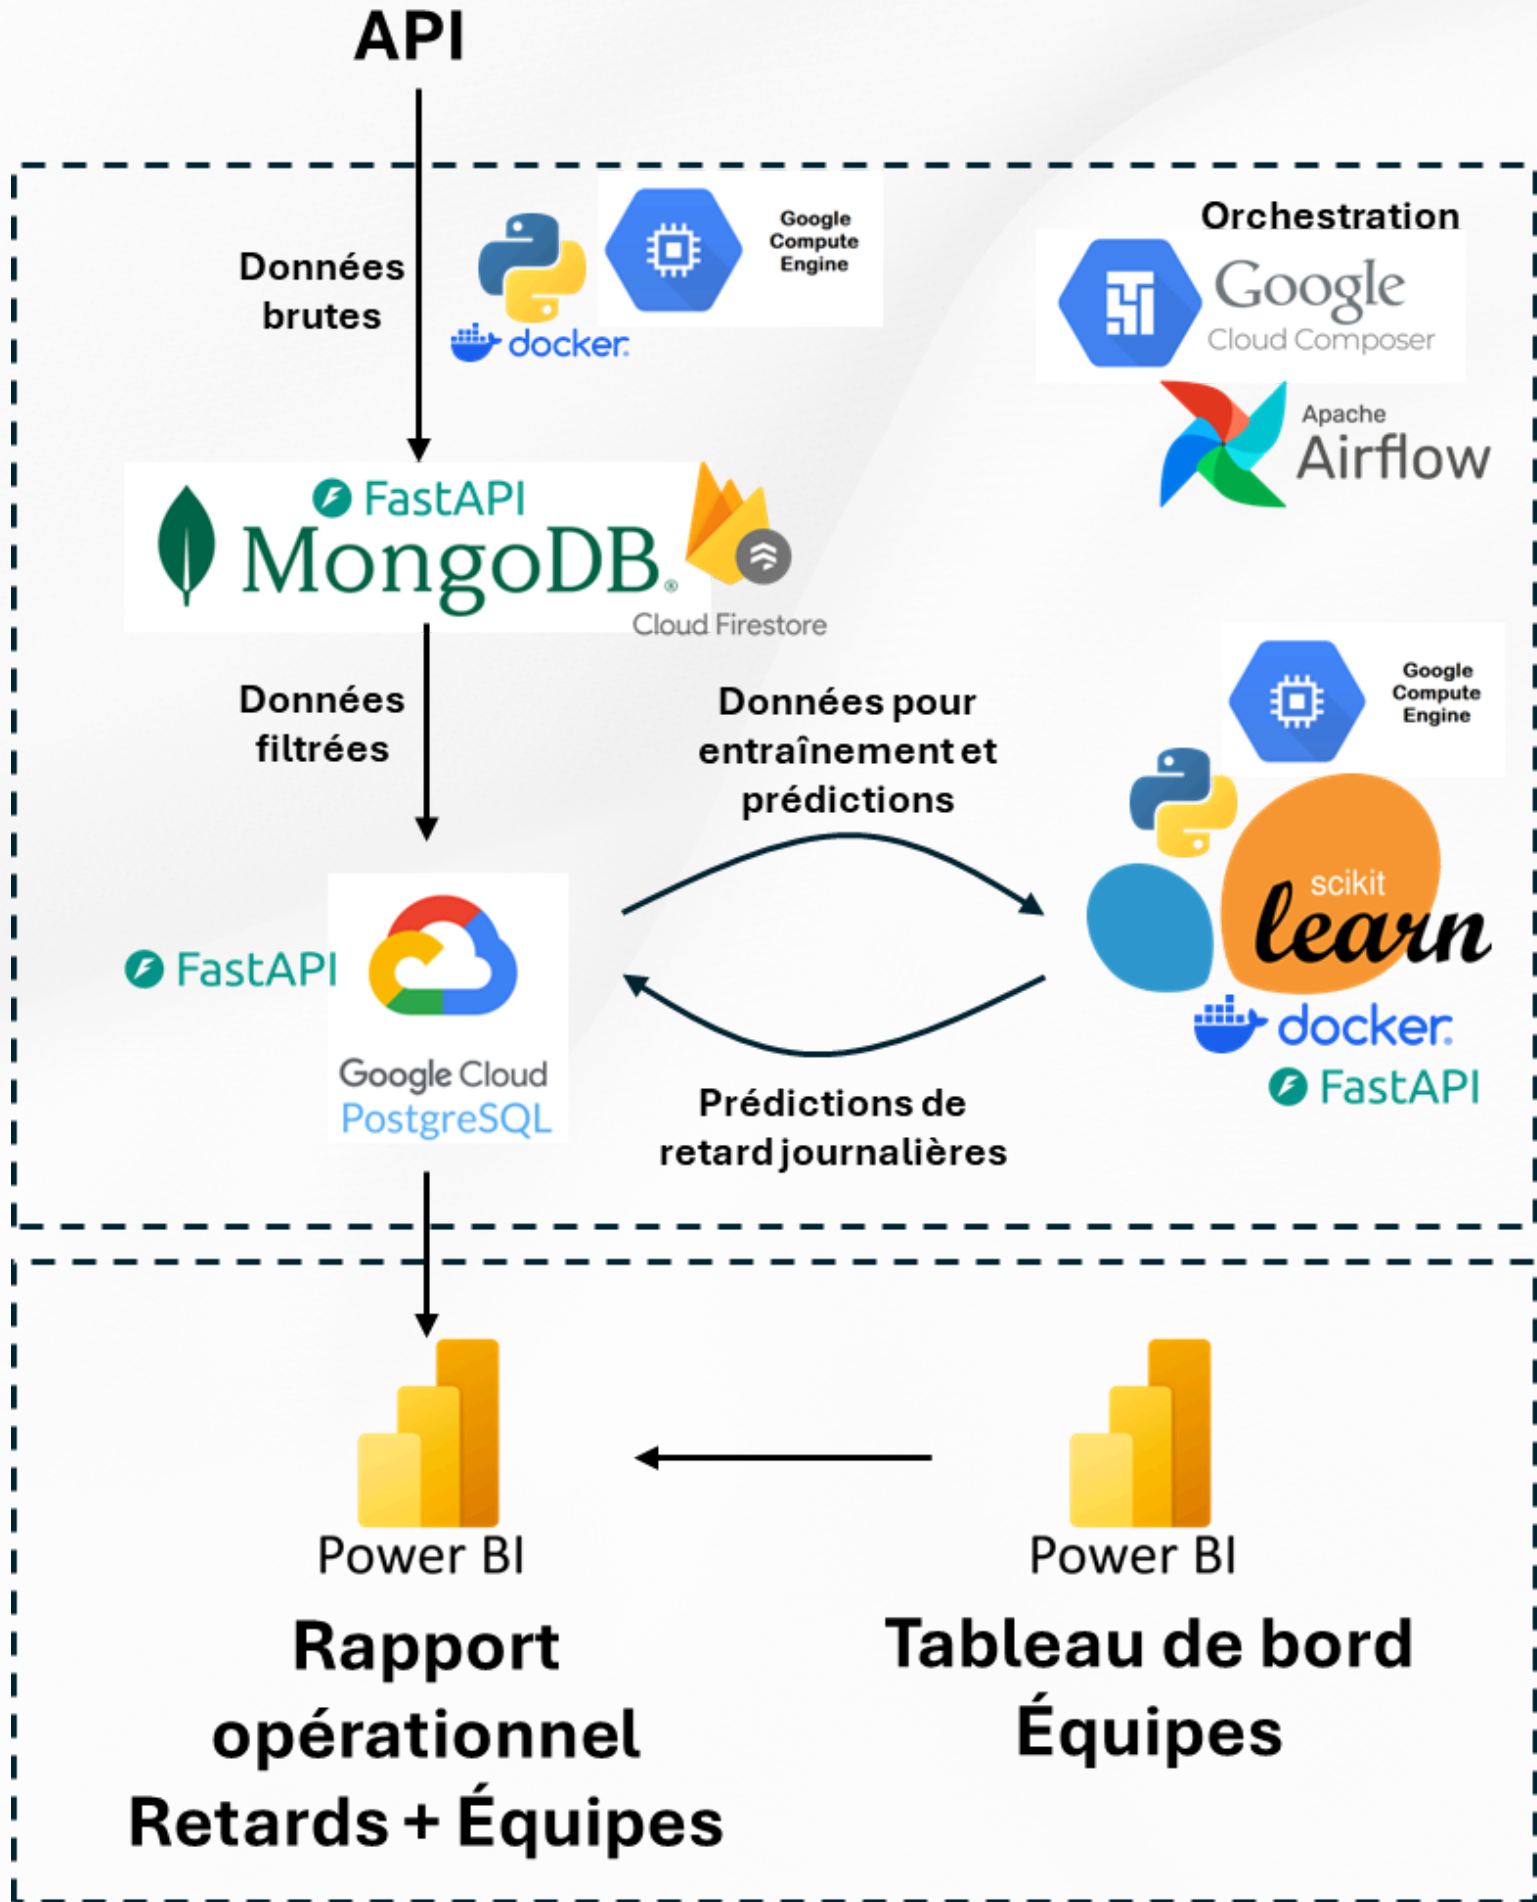 API
Données
brutes
Google
Compute
Engine
docker
Orchestration
Google
Cloud Composer
Apache
Airflow
FastAPI
MongoDB®
Cloud Firestore
Données
filtrées
Données pour
entraînement et
prédictions
Google
Compute
Engine
scikit
learn
docker
FastAPI
FastAPI
Google Cloud
PostgreSQL
Prédictions de
retard journalières
Power BI
Rapport
opérationnel
Retards + Équipes
Power BI
Tableau de bord
Équipes